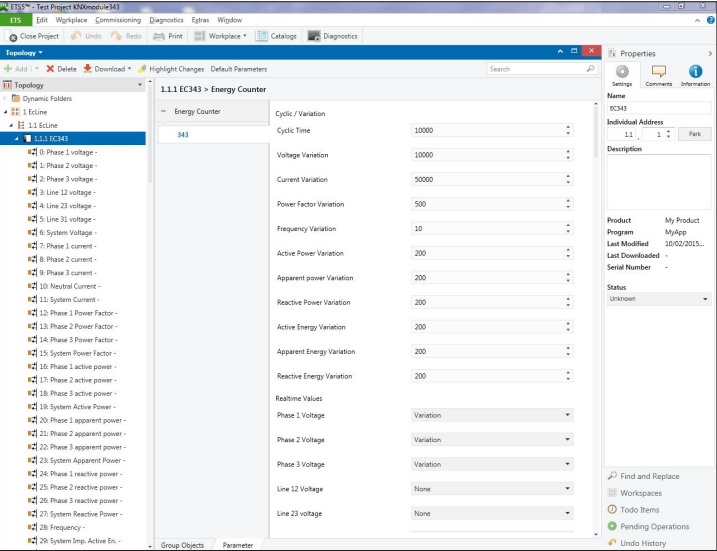 ETS5™ - Test Project KNXmodule343
ETS Edit Workplace Commissioning Diagnostics Extras Window
Close Project Undo Redo Print Workplace Catalogs Diagnostics
Topology
Add Delete Download Highlight Changes Default Parameters Search
Topology
Dynamic Folders
1 EcLine
1.1 EcLine
1.1.1 EC343
0: Phase 1 voltage -
1: Phase 2 voltage -
2: Phase 3 voltage -
3: Line 12 voltage -
4: Line 23 voltage -
5: Line 31 voltage -
6: System Voltage -
7: Phase 1 current -
8: Phase 2 current -
9: Phase 3 current -
10: Neutral Current -
11: System Current -
12: Phase 1 Power Factor -
13: Phase 2 Power Factor -
14: Phase 3 Power Factor -
15: System Power Factor -
16: Phase 1 active power -
17: Phase 2 active power -
18: Phase 3 active power -
19: System Active Power -
20: Phase 1 apparent power -
21: Phase 2 apparent power -
22: Phase 3 apparent power -
23: System Apparent Power -
24: Phase 1 reactive power -
25: Phase 2 reactive power -
26: Phase 3 reactive power -
27: System Reactive Power -
28: Frequency -
29: System Imp. Active En. -
1.1.1 EC343 > Energy Counter
Energy Counter
343
Cyclic / Variation
Cyclic Time 10000
Voltage Variation 10000
Current Variation 50000
Power Factor Variation 500
Frequency Variation 10
Active Power Variation 200
Apparent power Variation 200
Reactive Power Variation 200
Active Energy Variation 200
Apparent Energy Variation 200
Reactive Energy Variation 200
Realtime Values
Phase 1 Voltage Variation
Phase 2 Voltage Variation
Phase 3 Voltage Variation
Line 12 Voltage None
Line 23 voltage None
Group Objects Parameter
Properties
Settings Comments Information
Name
EC343
Individual Address
1.1 . 1 Park
Description
Product My Product
Program MyApp
Last Modified 10/02/2015...
Last Downloaded -
Serial Number -
Status
Unknown
Find and Replace
Workspaces
Todo Items
Pending Operations
Undo History